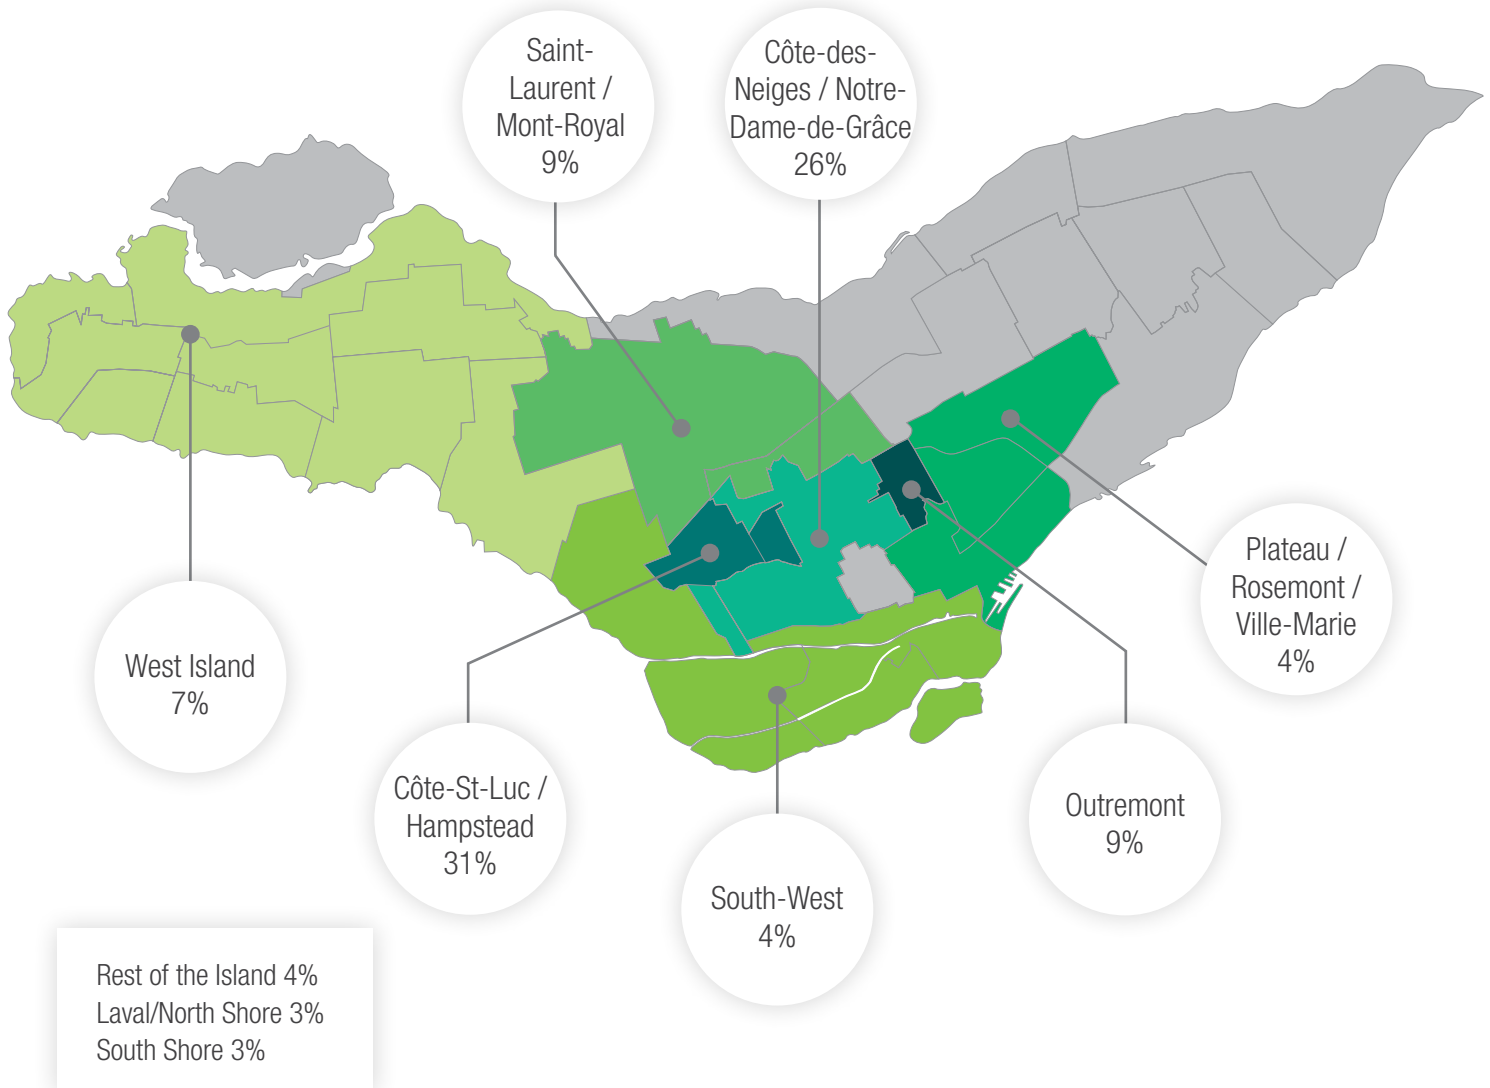 Saint-
Laurent /
Mont-Royal
9%
Côte-des-
Neiges / Notre-
Dame-de-Grâce
26%
Plateau /
Rosemont /
Ville-Marie
4%
West Island
7%
Côte-St-Luc /
Hampstead
31%
Outremont
9%
South-West
4%
Rest of the Island 4%
Laval/North Shore 3%
South Shore 3%